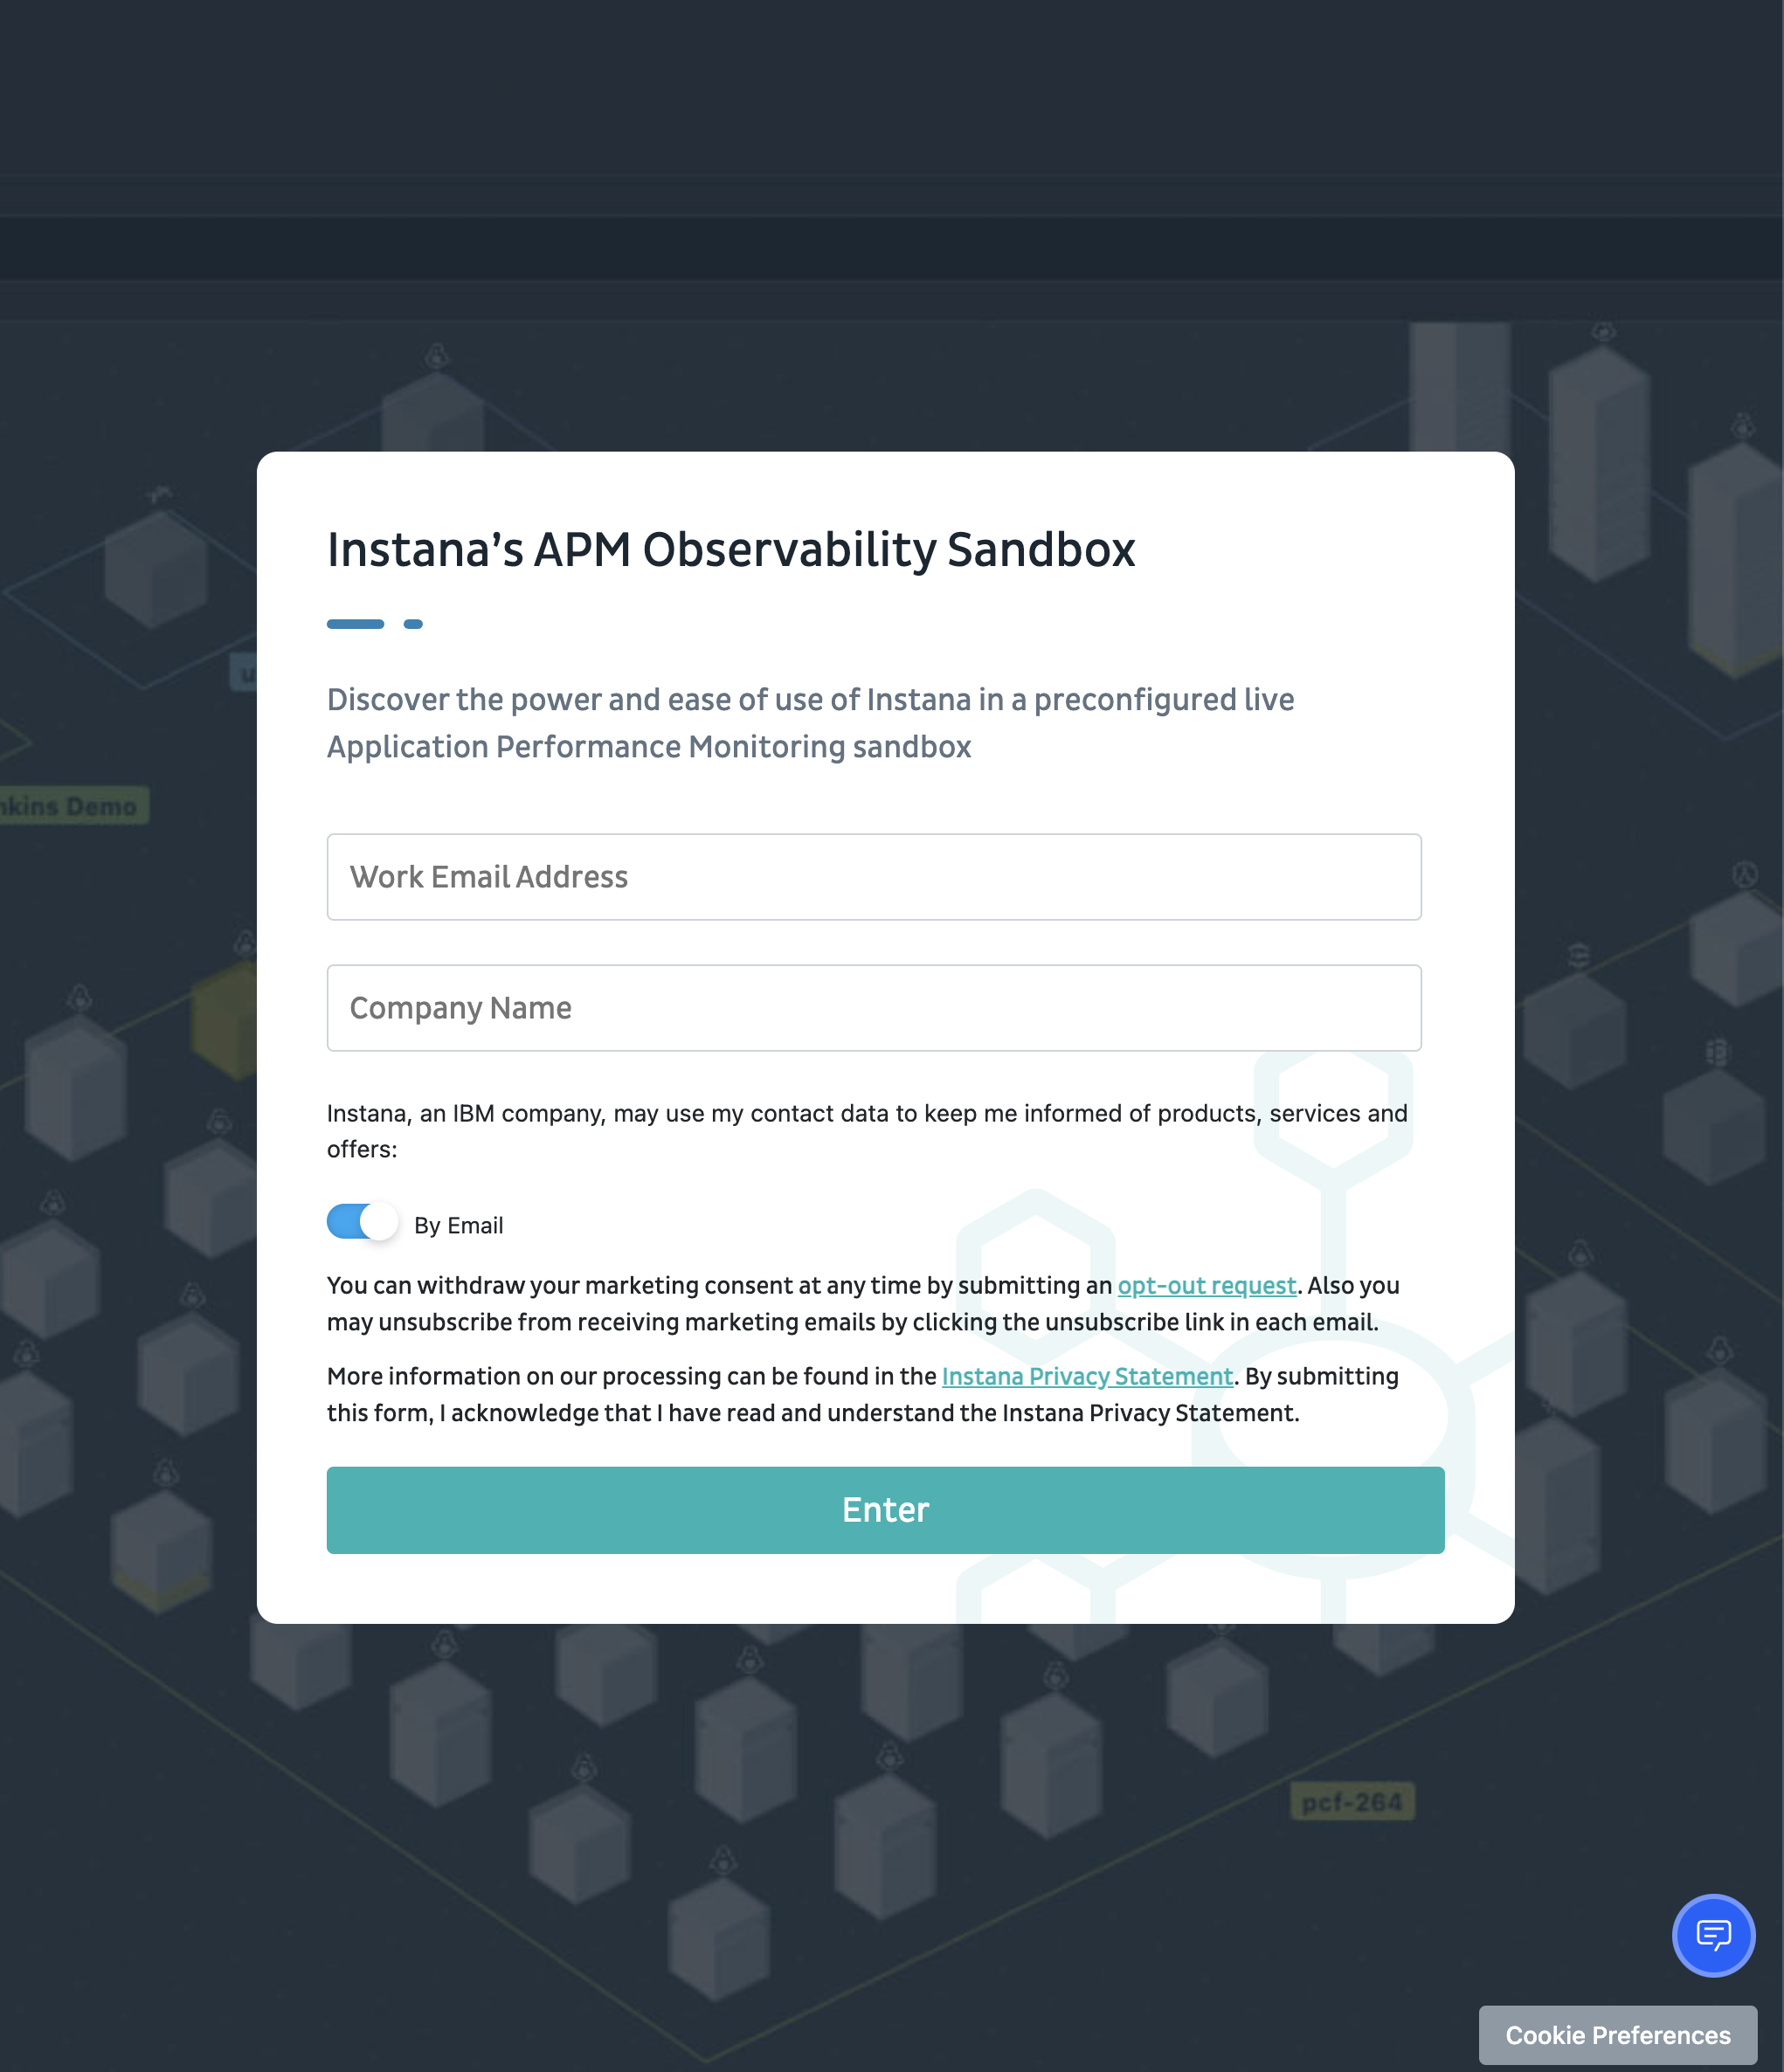 Instana’s APM Observability Sandbox
Discover the power and ease of use of Instana in a preconfigured live
Application Performance Monitoring sandbox
Demo
Work Email Address
Company Name
Instana, an IBM company, may use my contact data to keep me informed of products, services and
offers:
By Email
You can withdraw your marketing consent at any time by submitting an opt-out request. Also you
may unsubscribe from receiving marketing emails by clicking the unsubscribe link in each email.
More information on our processing can be found in the Instana Privacy Statement. By submitting
this form, I acknowledge that I have read and understand the Instana Privacy Statement.
Enter
pcf-264
Cookie Preferences